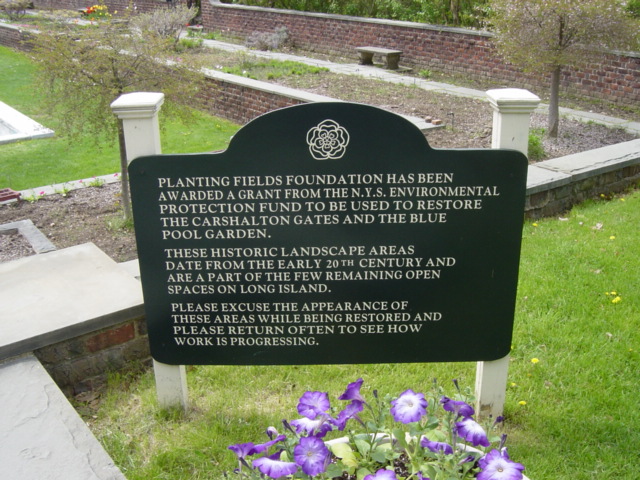 PLANTING FIELDS FOUNDATION HAS BEEN
AWARDED A GRANT FROM THE N.Y.S. ENVIRONMENTAL
PROTECTION FUND TO BE USED TO RESTORE
THE CARSHALTON GATES AND THE BLUE
POOL GARDEN.
THESE HISTORIC LANDSCAPE AREAS
DATE FROM THE EARLY 20TH CENTURY AND
ARE A PART OF THE FEW REMAINING OPEN
SPACES ON LONG ISLAND.
PLEASE EXCUSE THE APPEARANCE OF
THESE AREAS WHILE BEING RESTORED AND
PLEASE RETURN OFTEN TO SEE HOW
WORK IS PROGRESSING.